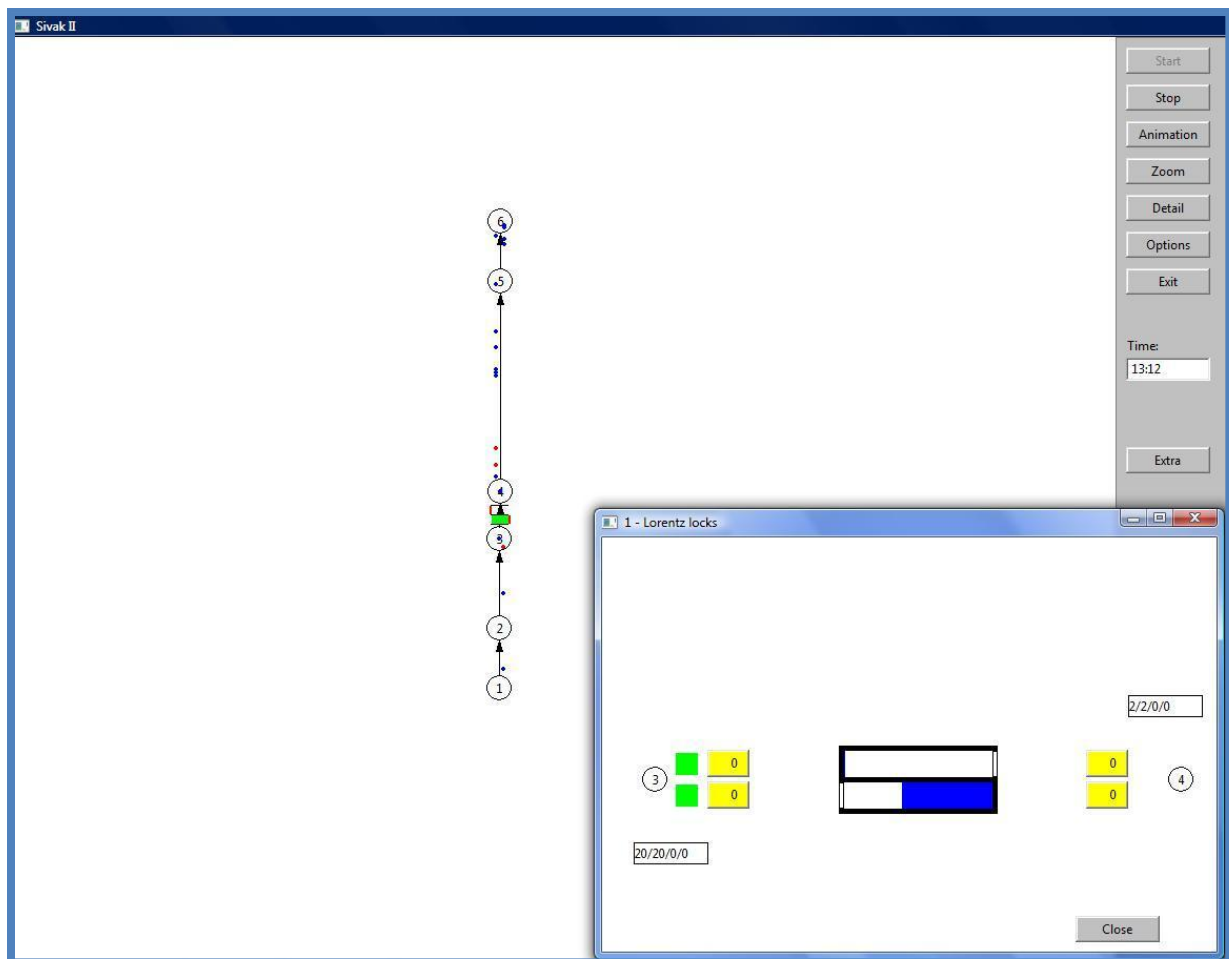 Sivak II
Start
Stop
Animation
Zoom
Detail
Options
Exit
Time:
13:12
Extra
6
5
4
3
2
1
1 - Lorentz locks
2/2/0/0
3
0
0
0
0
4
20/20/0/0
Close